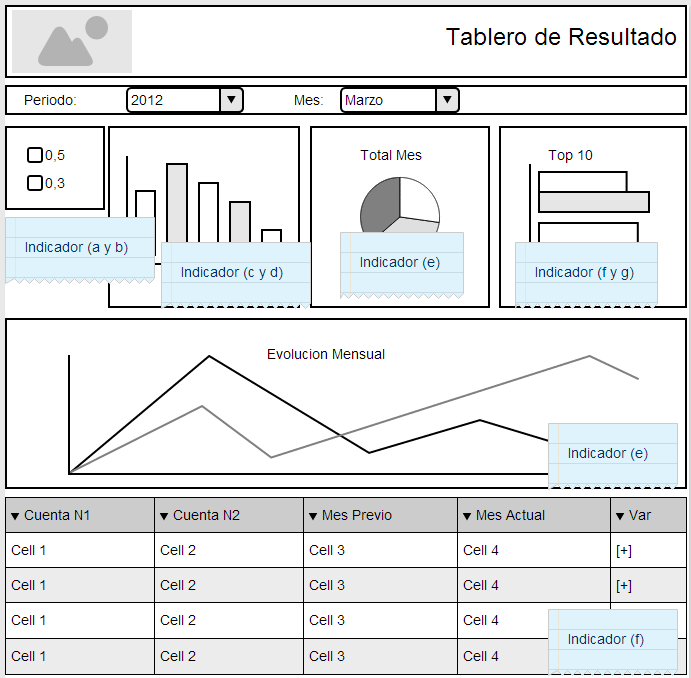 Tablero de Resultado
Periodo: 2012 Mes: Marzo
0,5
0,3
Indicador (a y b)
Indicador (c y d)
Total Mes
Indicador (e)
Top 10
Indicador (f y g)
Evolucion Mensual
Indicador (e)
Cuenta N1 Cuenta N2 Mes Previo Mes Actual Var
Cell 1 Cell 2 Cell 3 Cell 4 [+]
Cell 1 Cell 2 Cell 3 Cell 4 [+]
Cell 1 Cell 2 Cell 3 Cell 4
Indicador (f)
Cell 1 Cell 2 Cell 3 Cell 4